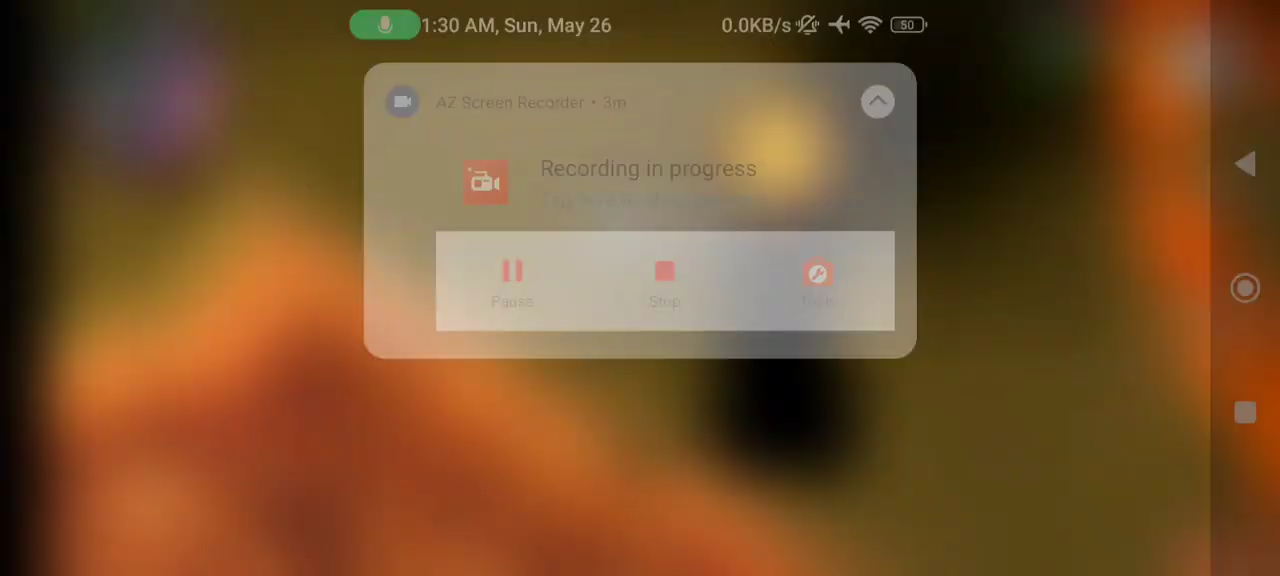 1:30 AM, Sun, May 26
0.0KB/s
50
AZ Screen Recorder • 3m
Recording in progress
Pause
Stop